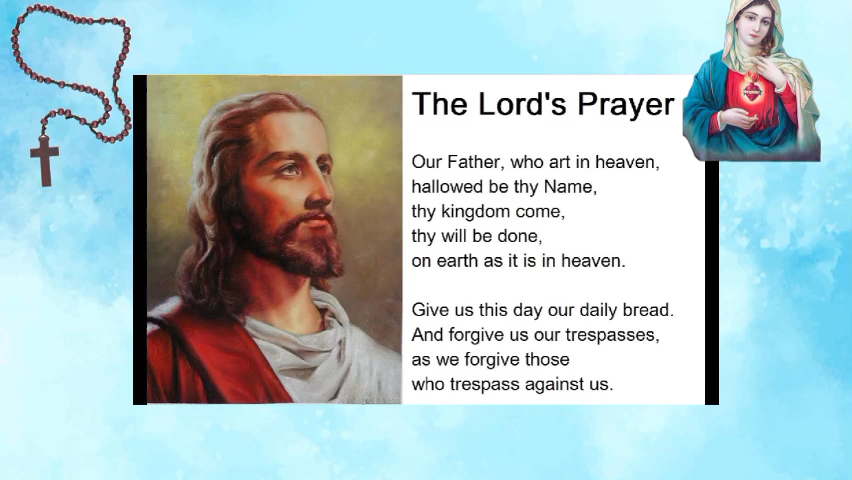 The Lord's Prayer
Our Father, who art in heaven,
hallowed be thy Name,
thy kingdom come,
thy will be done,
on earth as it is in heaven.
Give us this day our daily bread.
And forgive us our trespasses,
as we forgive those
who trespass against us.